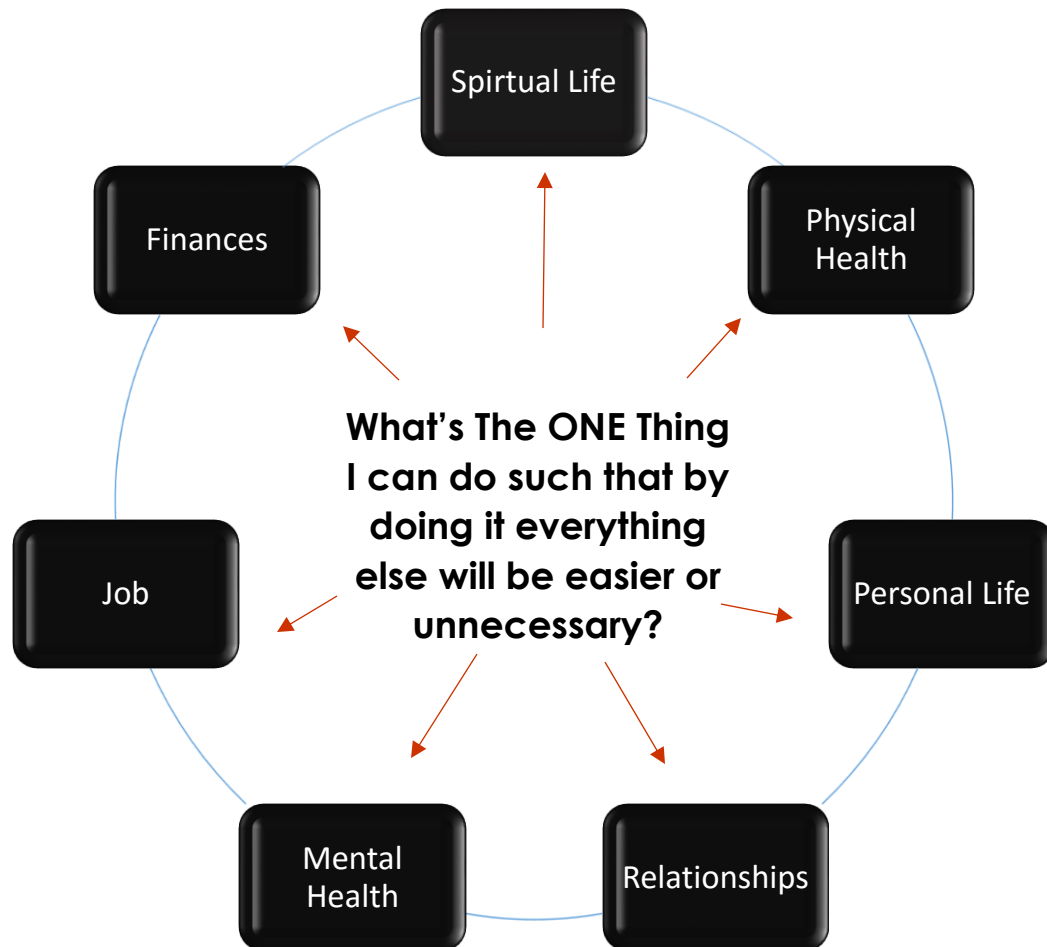 Spirtual Life
Physical
Health
Personal Life
Relationships
Mental
Health
Job
Finances
What’s The ONE Thing
I can do such that by
doing it everything
else will be easier or
unnecessary?